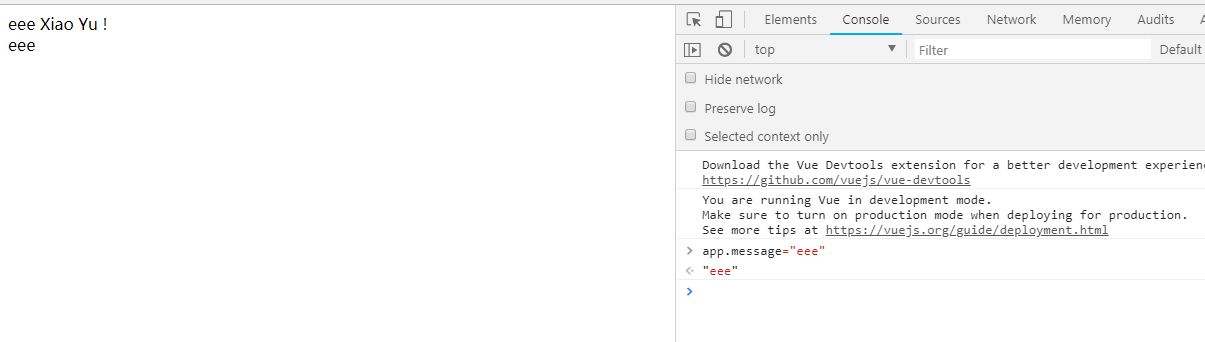 eee Xiao Yu !
eee
Elements Console Sources Network Memory Audits
top Filter Default
Hide network
Preserve log
Selected context only
Download the Vue Devtools extension for a better development experien
https://github.com/vuejs/vue-devtools
You are running Vue in development mode.
Make sure to turn on production mode when deploying for production.
See more tips at https://vuejs.org/guide/deployment.html
app.message="eee"
"eee"